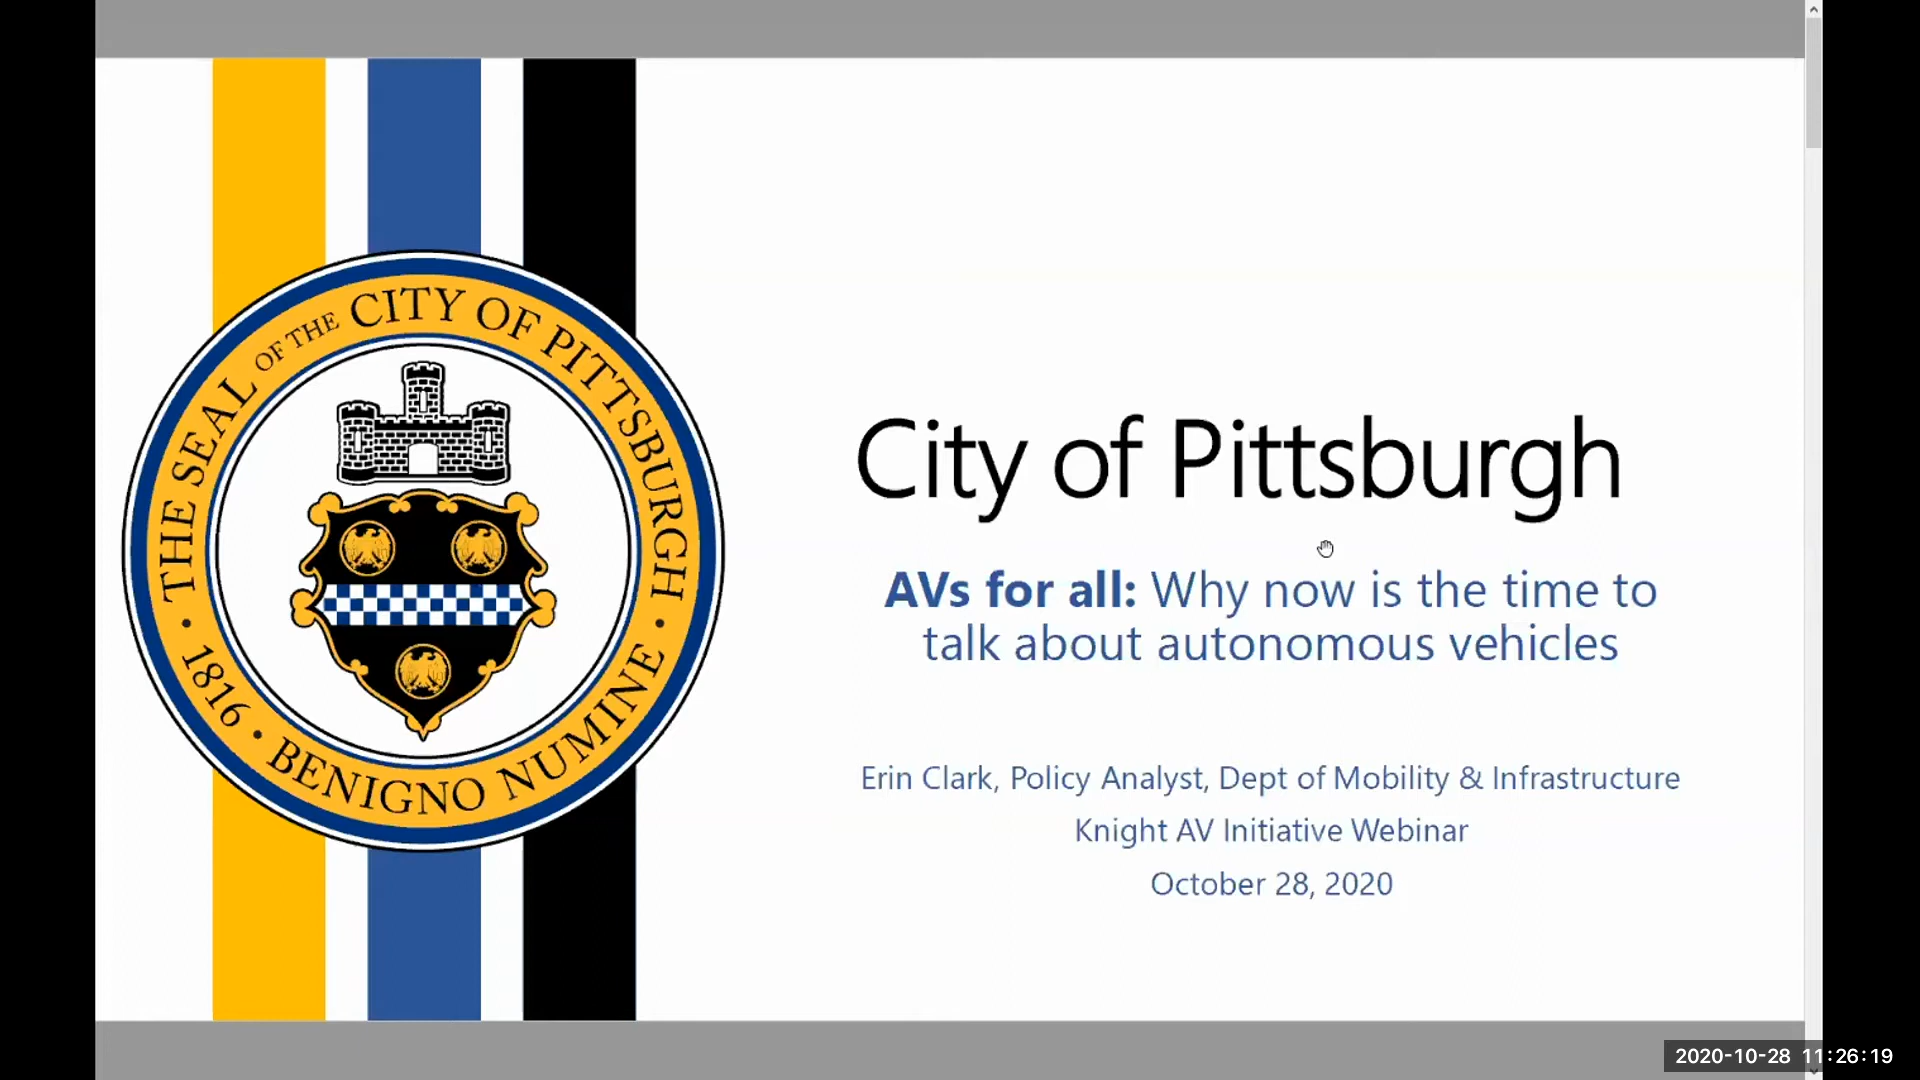 THE SEAL OF THE CITY OF PITTSBURGH
· 1816 · BENIGNO NUMINE ·
City of Pittsburgh
AVs for all: Why now is the time to
talk about autonomous vehicles
Erin Clark, Policy Analyst, Dept of Mobility & Infrastructure
Knight AV Initiative Webinar
October 28, 2020
2020-10-28 11:26:19